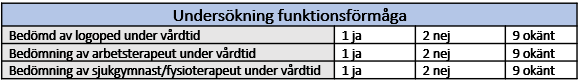 Undersökning funktionsförmåga
Bedömd av logoped under vårdtid 1 ja 2 nej 9 okänt
Bedömning av arbetsterapeut under vårdtid 1 ja 2 nej 9 okänt
Bedömning av sjukgymnast/fysioterapeut under vårdtid 1 ja 2 nej 9 okänt